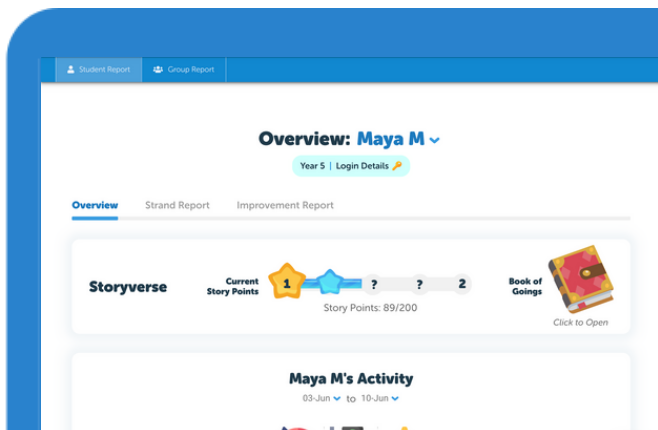 Student Report Group Report
Overview: Maya M
Year 5 | Login Details
Overview Strand Report Improvement Report
Storyverse
Current
Story Points
1 ? ? 2
Story Points: 89/200
Book of
Goings
Click to Open
Maya M's Activity
03-Jun to 10-Jun